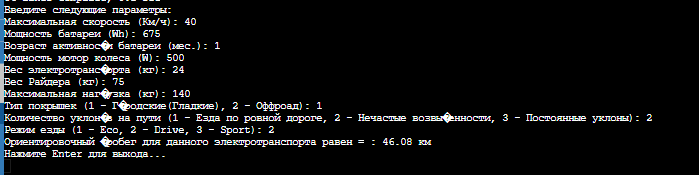 Введите следующие параметры:
Максимальная скорость (Км/ч): 40
Мощность батареи (Wh): 675
Возраст активнос�и батареи (мес.): 1
Мощность мотор колеса (W): 500
Вес электротранс�орта (кг): 24
Вес Райдера (кг): 75
Максимальная наг�узка (кг): 140
Тип покрышек (1 - Г�родские(Гладкие), 2 - Оффроад): 1
Количество уклон�в на пути (1 - Езда по ровной дороге, 2 - Нечастые возвы�енности, 3 - Постоянные уклоны): 2
Режим езды (1 - Eco, 2 - Drive, 3 - Sport): 2
Ориентировочный �робег для данного электротранспорта равен = : 46.08 км
Нажмите Enter для выхода...